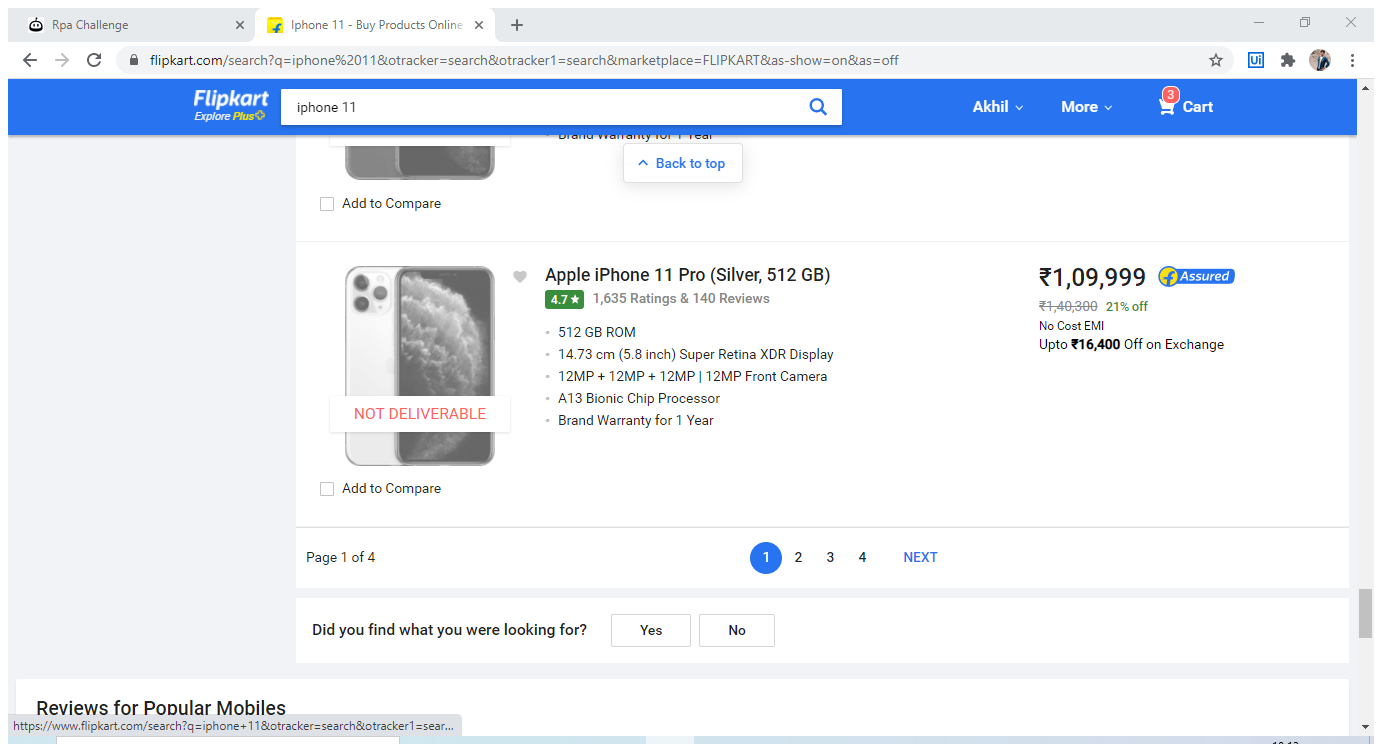 Rpa Challenge
Iphone 11 - Buy Products Online
flipkart.com/search?q=iphone%2011&otracker=search&otracker1=search&marketplace=FLIPKART&as-show=on&as=off
Ui
Flipkart
Explore Plus
iphone 11
Akhil
More
3
Cart
Brand Warranty for 1 Year
Back to top
Add to Compare
Apple iPhone 11 Pro (Silver, 512 GB)
4.7★ 1,635 Ratings & 140 Reviews
512 GB ROM
14.73 cm (5.8 inch) Super Retina XDR Display
12MP + 12MP + 12MP | 12MP Front Camera
A13 Bionic Chip Processor
Brand Warranty for 1 Year
₹1,09,999 Assured
₹1,40,300 21% off
No Cost EMI
Upto ₹16,400 Off on Exchange
NOT DELIVERABLE
Add to Compare
Page 1 of 4
1 2 3 4 NEXT
Did you find what you were looking for? Yes No
Reviews for Popular Mobiles
https://www.flipkart.com/search?q=iphone+11&otracker=search&otracker1=sear...